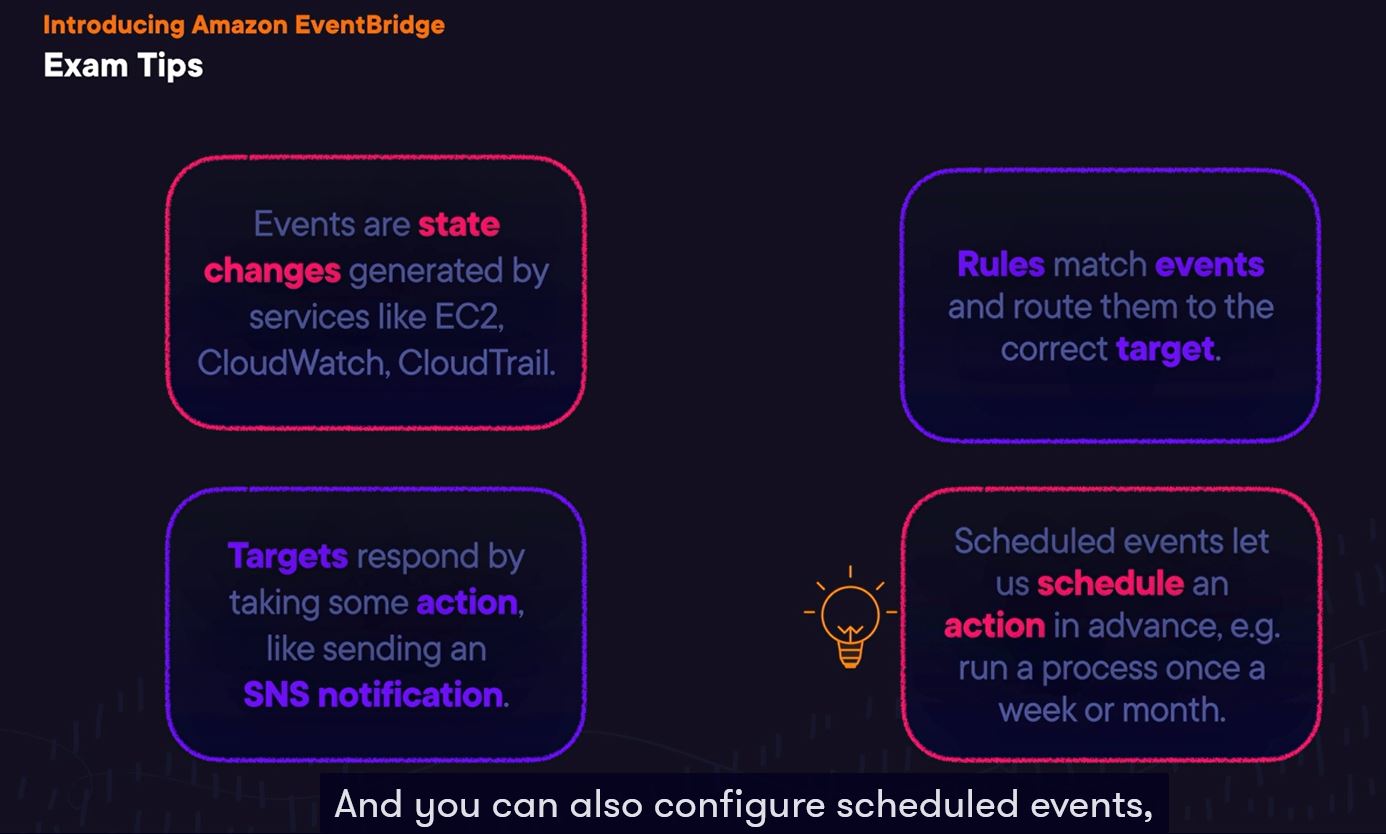 Introducing Amazon EventBridge
Exam Tips
Events are state
changes generated by
services like EC2,
CloudWatch, CloudTrail.
Rules match events
and route them to the
correct target.
Targets respond by
taking some action,
like sending an
SNS notification.
Scheduled events let
us schedule an
action in advance, e.g.
run a process once a
week or month.
And you can also configure scheduled events,